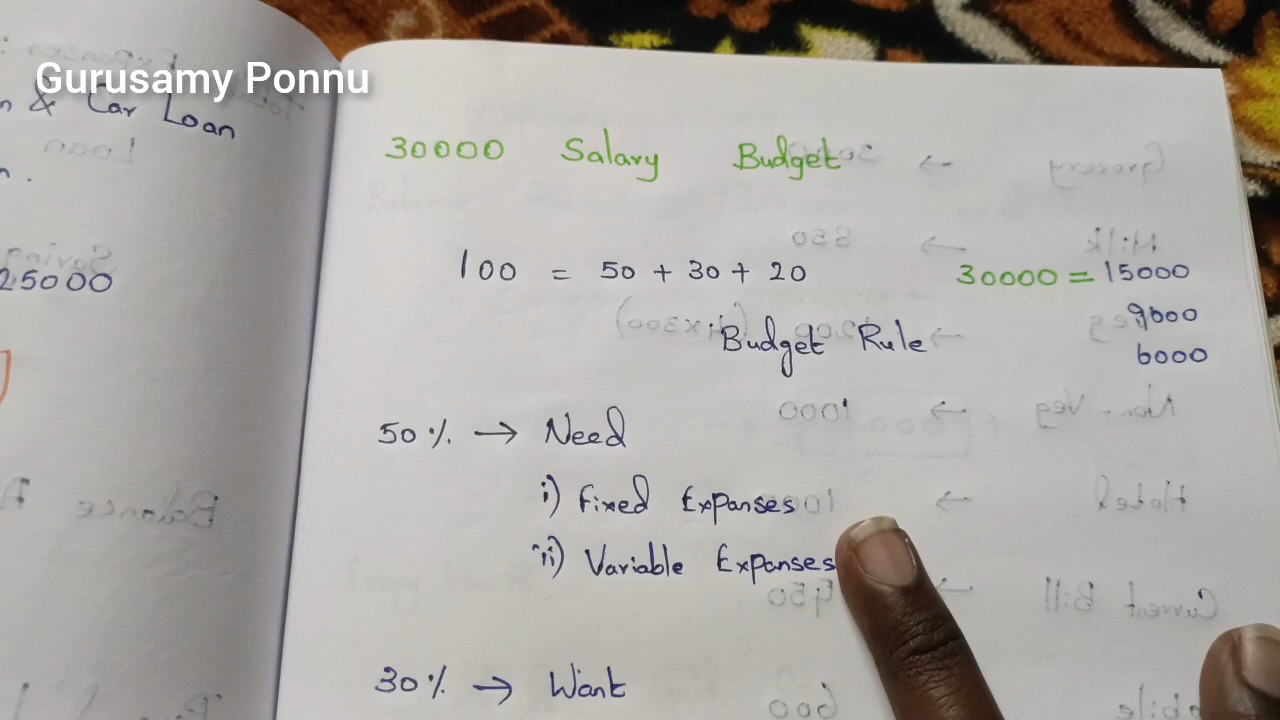 Gurusamy Ponnu
& Car Loan
25000
30000 Salary Budget
100 = 50 + 30 + 20
30000 = 15000
9000
6000
Budget Rule
50% → Need
i) Fixed Expanses
ii) Variable Expanses
30% → Want